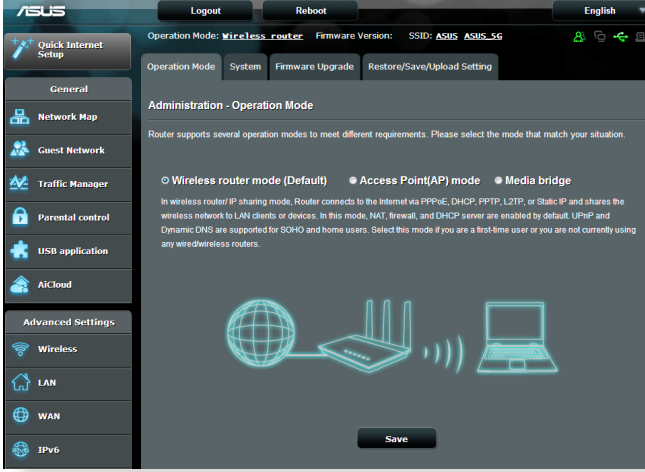 ASUS
Logout
Reboot
English
Quick Internet
Setup
Operation Mode: Wireless router Firmware Version: SSID: ASUS ASUS_5G
Operation Mode
System
Firmware Upgrade
Restore/Save/Upload Setting
General
Network Map
Guest Network
Traffic Manager
Parental control
USB application
AiCloud
Advanced Settings
Wireless
LAN
WAN
IPv6
Administration - Operation Mode
Router supports several operation modes to meet different requirements. Please select the mode that match your situation.
Wireless router mode (Default)
Access Point(AP) mode
Media bridge
In wireless router/ IP sharing mode, Router connects to the Internet via PPPoE, DHCP, PPTP, L2TP, or Static IP and shares the
wireless network to LAN clients or devices. In this mode, NAT, firewall, and DHCP server are enabled by default. UPnP and
Dynamic DNS are supported for SOHO and home users. Select this mode if you are a first-time user or you are not currently using
any wired/wireless routers.
Save